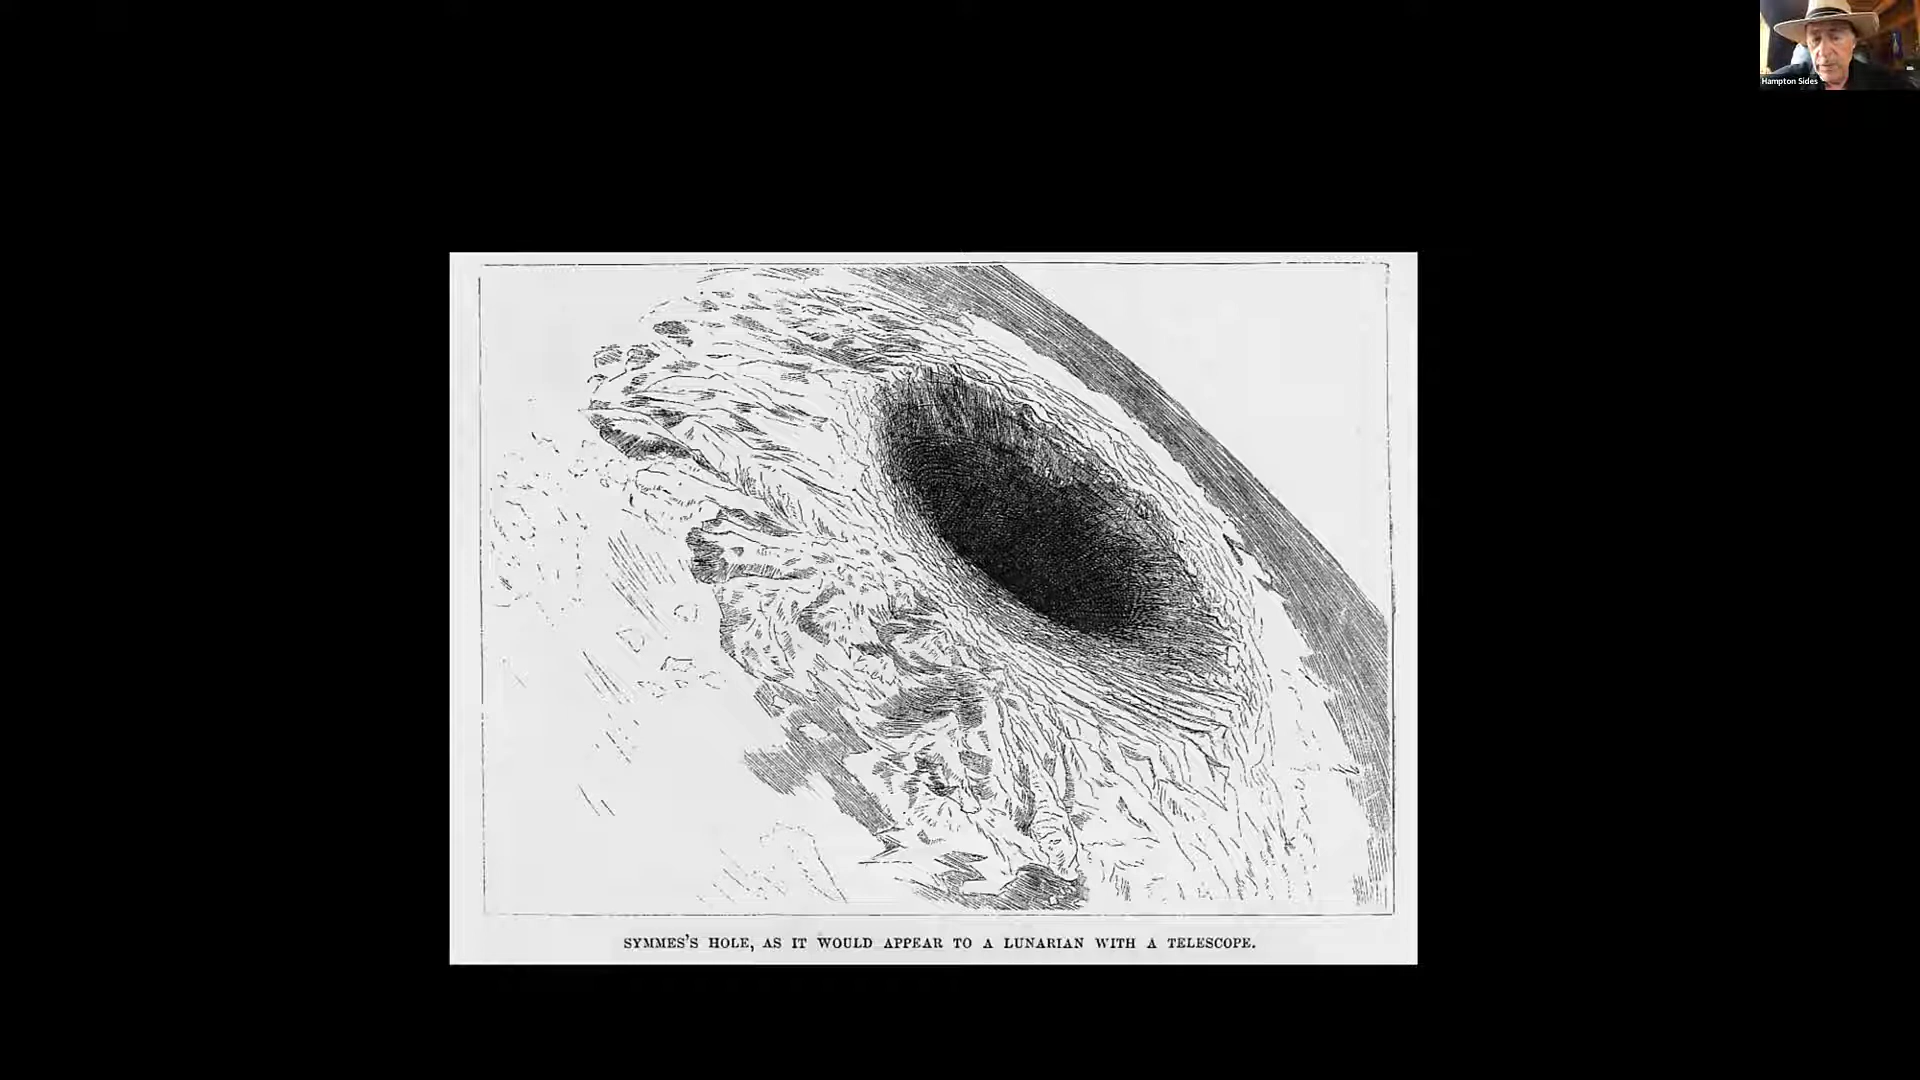 Hampton Sides
SYMMES'S HOLE, AS IT WOULD APPEAR TO A LUNARIAN WITH A TELESCOPE.